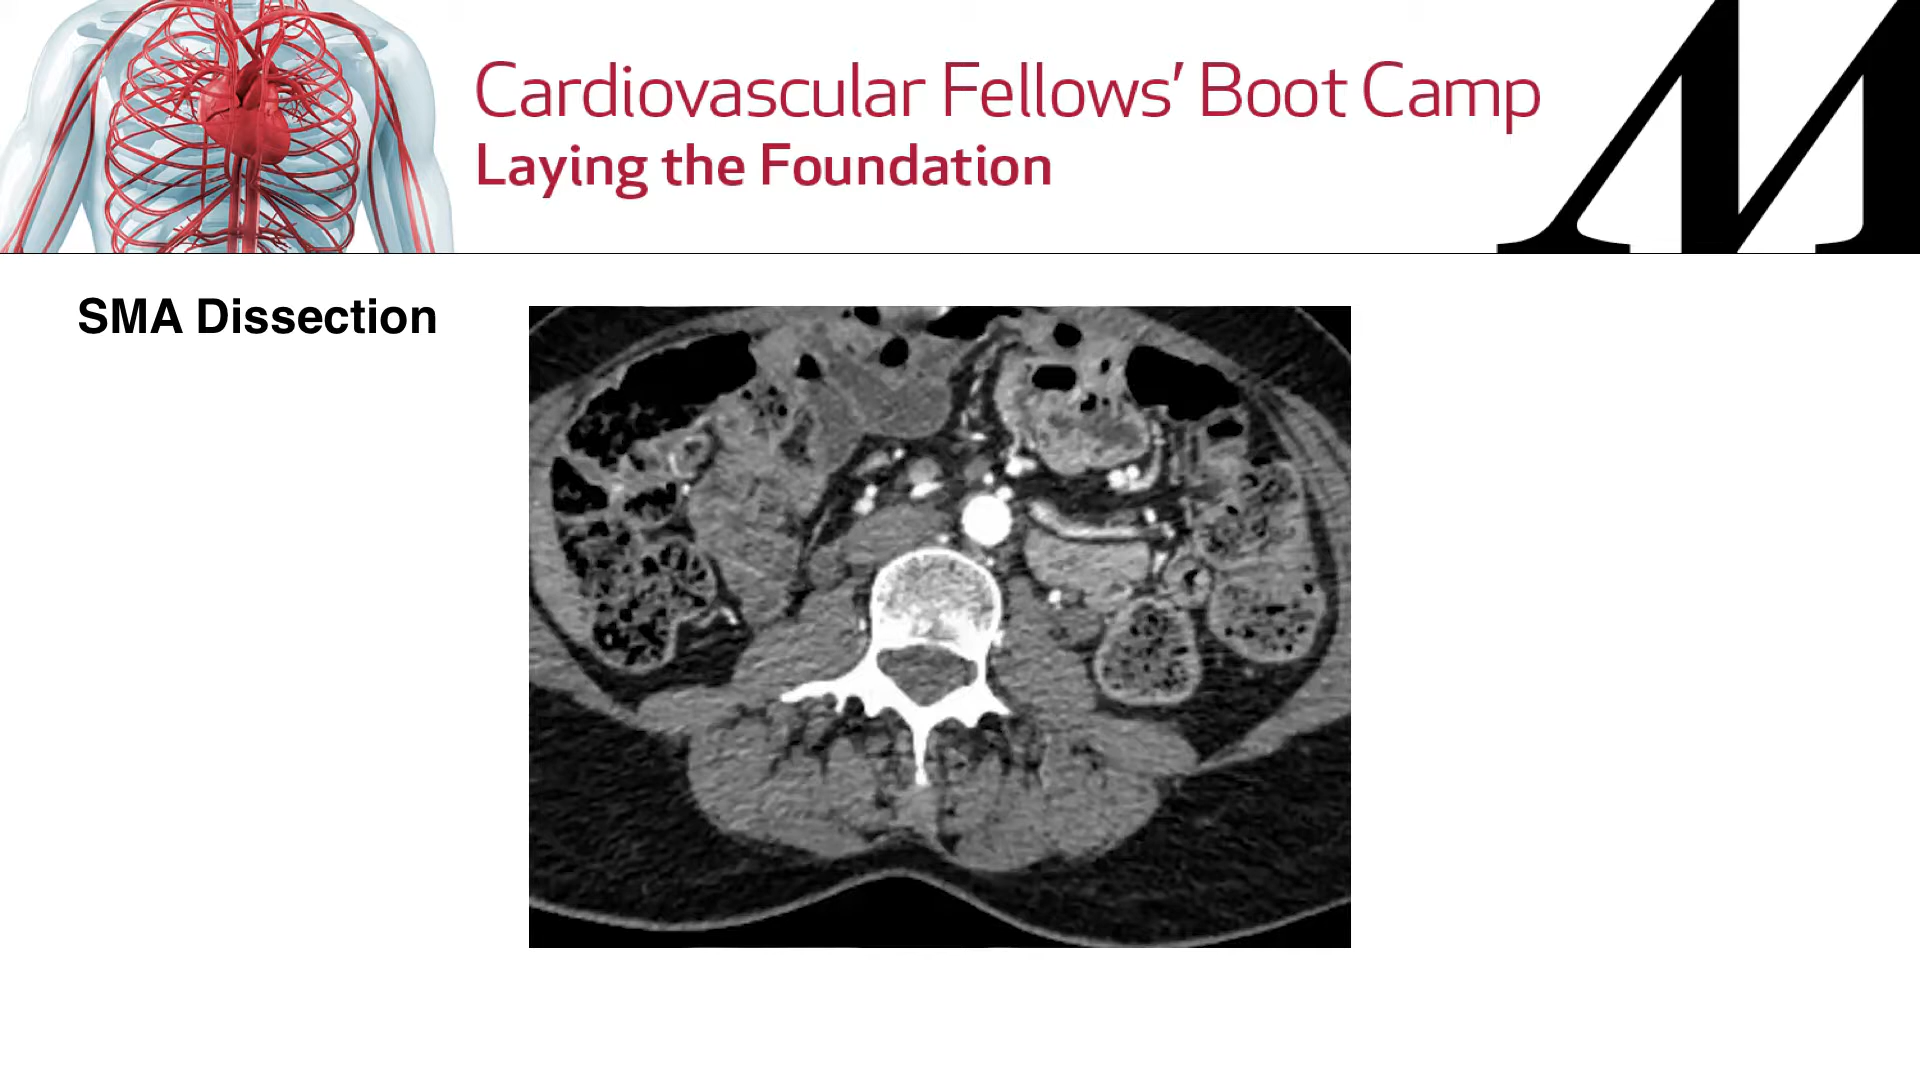 Cardiovascular Fellows' Boot Camp
Laying the Foundation
M
SMA Dissection